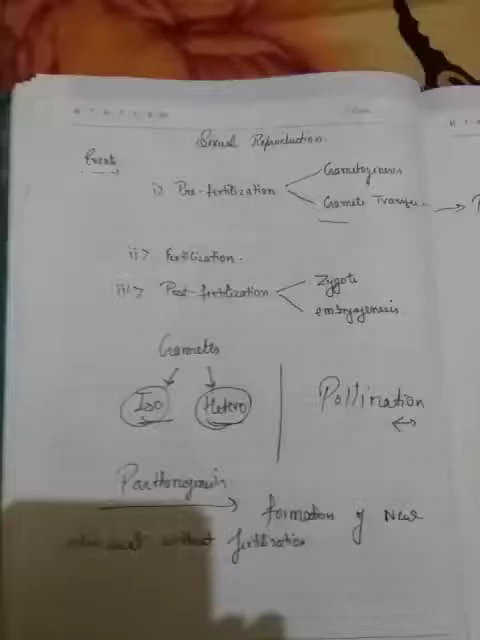 Sexual Reproduction
Events
i) Pre-fertilization
Gametogenesis
Gamete Transfer
ii> Fertilization.
iii> Post-fertilization
Zygote
embryogenesis
Gametes
Iso Hetero
Pollination
Parthenogenesis
formation of New
without fertilization